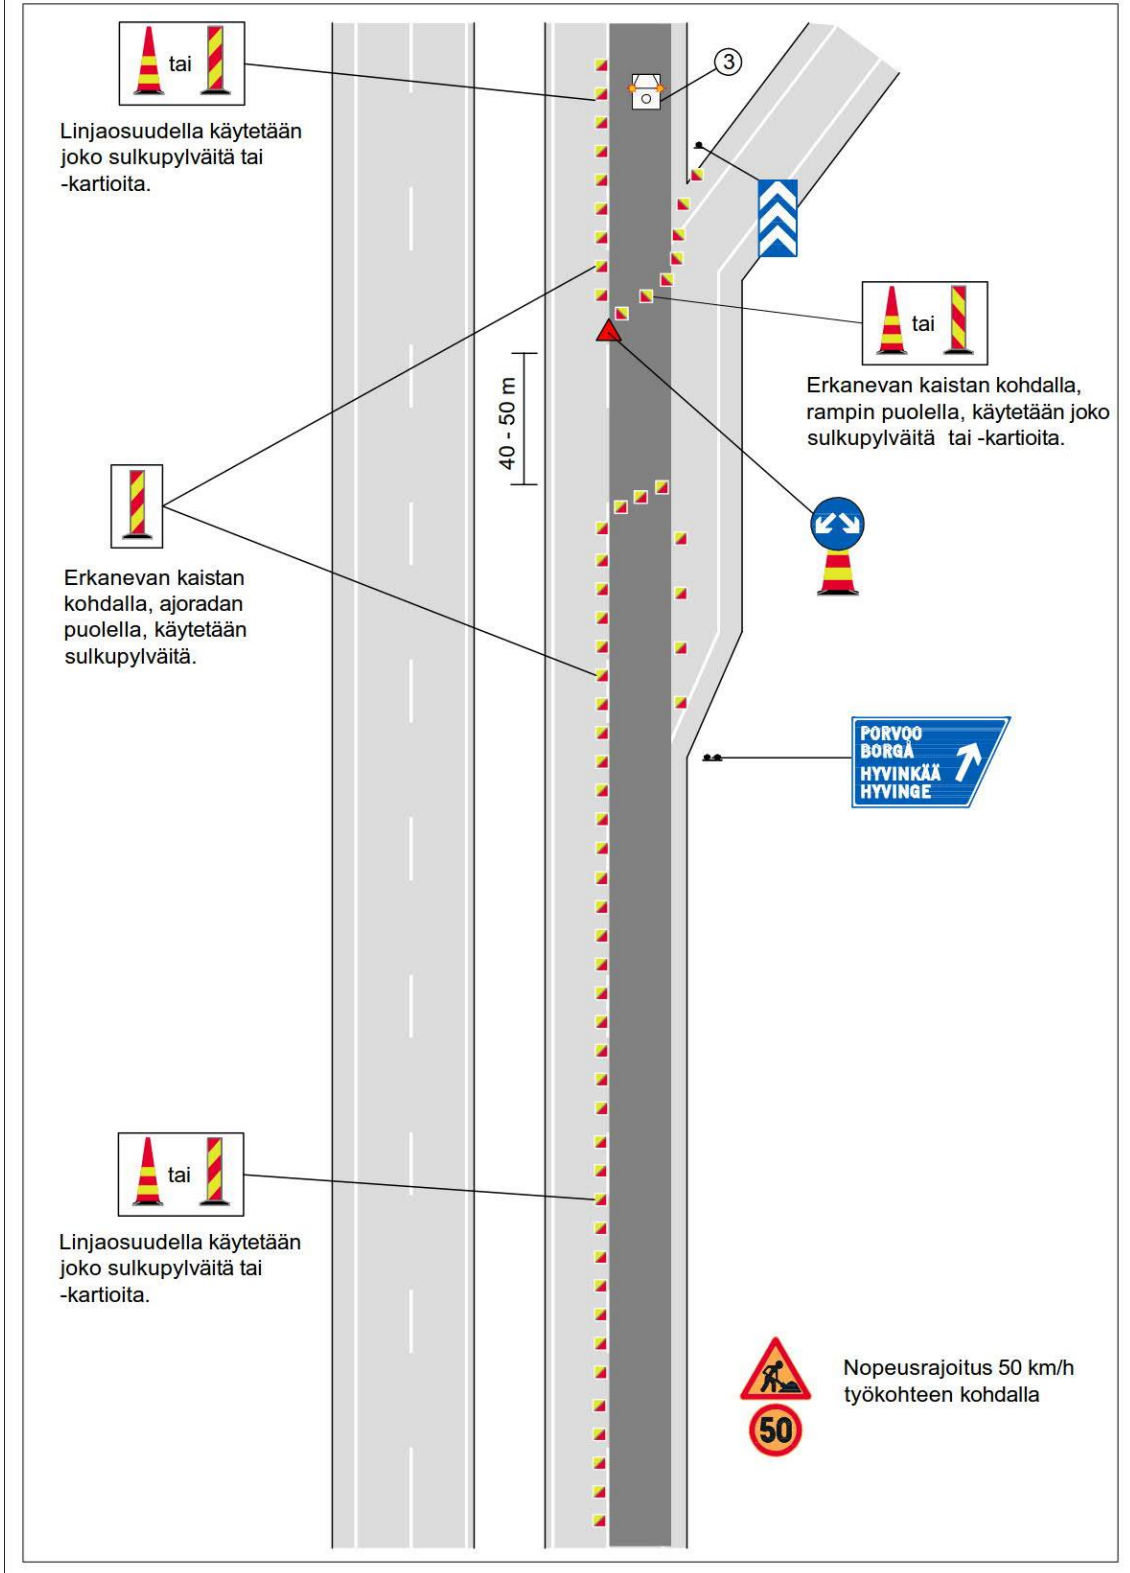 tai
Linjaosuudella käytetään
joko sulkupylväitä tai
-kartioita.
3
tai
Erkanevan kaistan kohdalla,
rampin puolella, käytetään joko
sulkupylväitä tai -kartioita.
40 - 50 m
Erkanevan kaistan
kohdalla, ajoradan
puolella, käytetään
sulkupylväitä.
PORVOO
BORGÅ
HYVINKÄÄ
HYVINGE
tai
Linjaosuudella käytetään
joko sulkupylväitä tai
-kartioita.
Nopeusrajoitus 50 km/h
työkohteen kohdalla
50